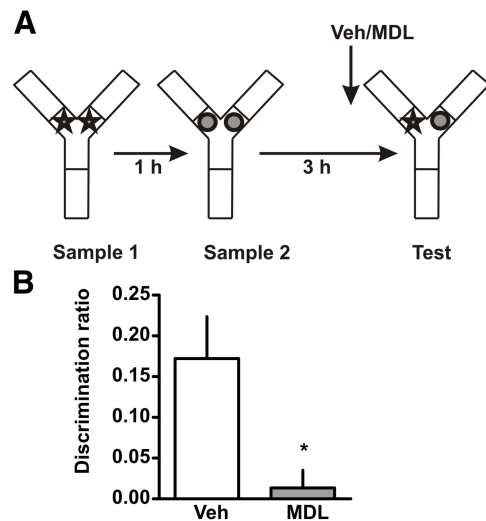 A
Veh/MDL
1 h
3 h
Sample 1
Sample 2
Test
B
Discrimination ratio
0.25
0.20
0.15
0.10
0.05
0.00
*
Veh
MDL